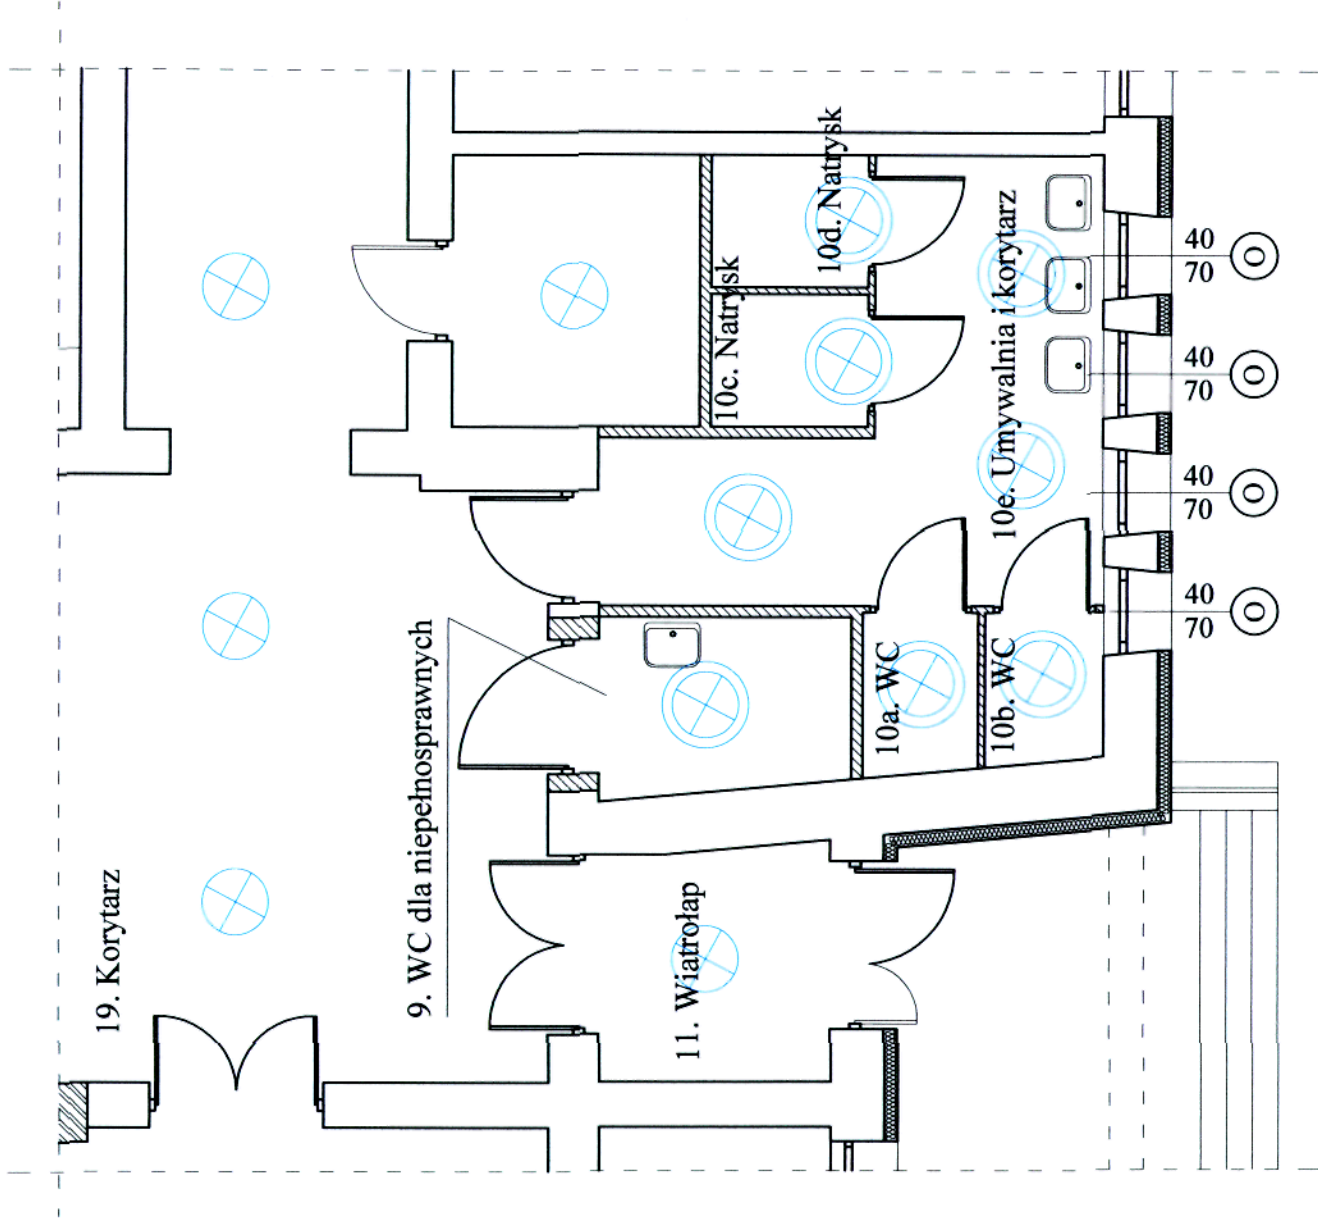 19. Korytarz
9. WC dla niepełnosprawnych
11. Wiatrołap
10c. Natrysk
10d. Natrysk
10a. WC
10b. WC
10e. Umywalnia i korytarz
40
70
O
40
70
O
40
70
O
40
70
O